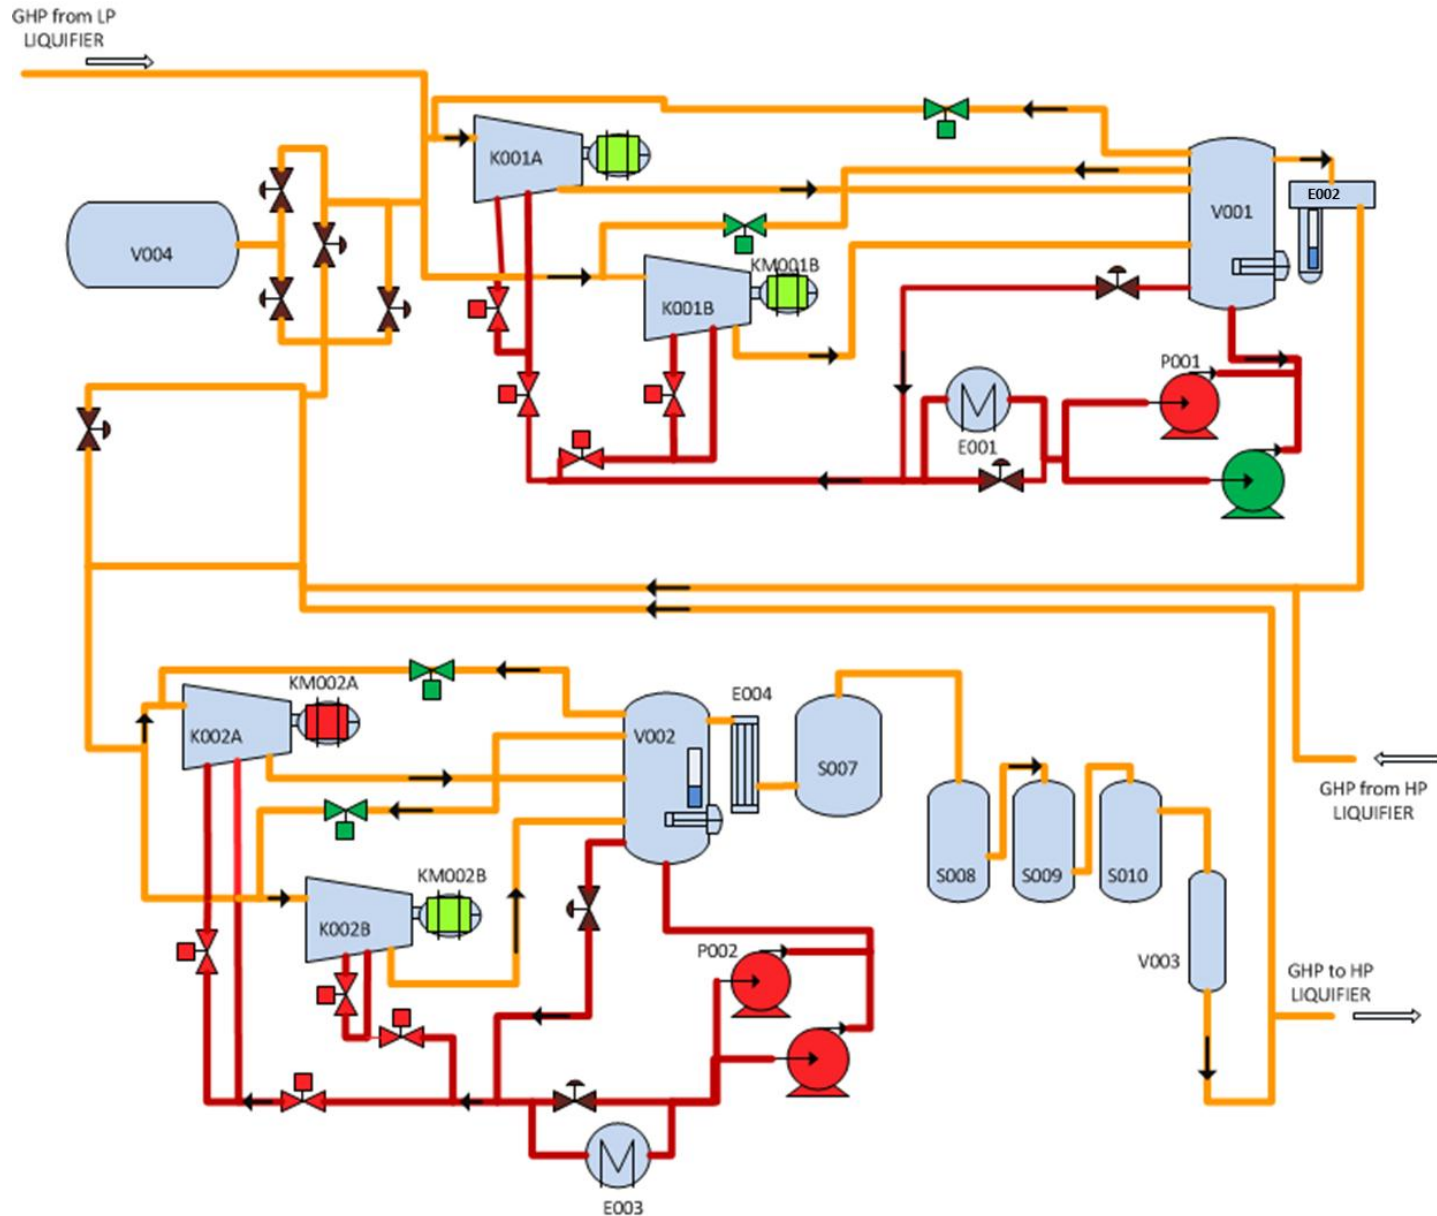 GHP from LP
LIQUIFIER
K001A
E002
V001
V004
KM001B
K001B
P001
E001
KM002A
E004
K002A
V002
S007
GHP from HP
LIQUIFIER
S008
S009
S010
KM002B
K002B
P002
V003
GHP to HP
LIQUIFIER
E003